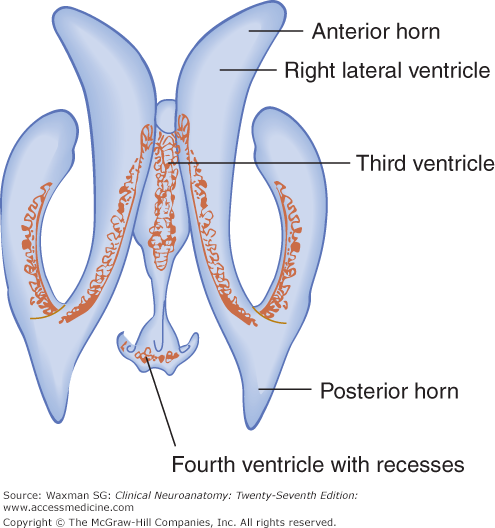 Anterior horn
Right lateral ventricle
Third ventricle
Posterior horn
Fourth ventricle with recesses
Source: Waxman SG: Clinical Neuroanatomy: Twenty-Seventh Edition:
www.accessmedicine.com
Copyright © The McGraw-Hill Companies, Inc. All rights reserved.